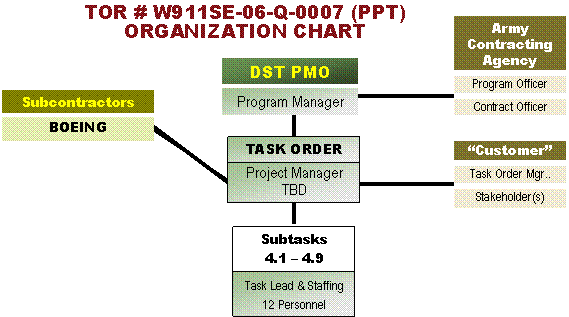 TOR # W911SE-06-Q-0007 (PPT)
ORGANIZATION CHART
Army
Contracting
Agency
Program Officer
Contract Officer
DST PMO
Program Manager
Subcontractors
BOEING
TASK ORDER
Project Manager
TBD
“Customer”
Task Order Mgr..
Stakeholder(s)
Subtasks
4.1 – 4.9
Task Lead & Staffing
12 Personnel